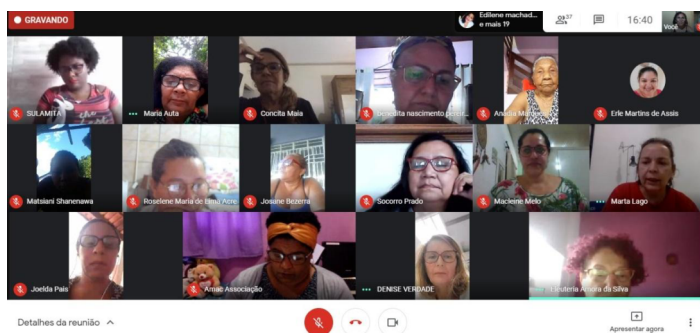 GRAVANDO
Edilene machad...
e mais 19
37
16:40
Você
SULAMITA
Maria Auta
Concita Maia
Benedita nascimento
Erle Martins de Assis
Matsiani Shanenawa
Roselene Maria de Lima Acre
Josune Bezerra
Socorro Prado
Macleine Melo
Marta Lago
Joelda Pais
Amac Associação
DENISE VERDADE
Eleuteria Amora da Silva
Detalhes da reunião
Apresentar agora